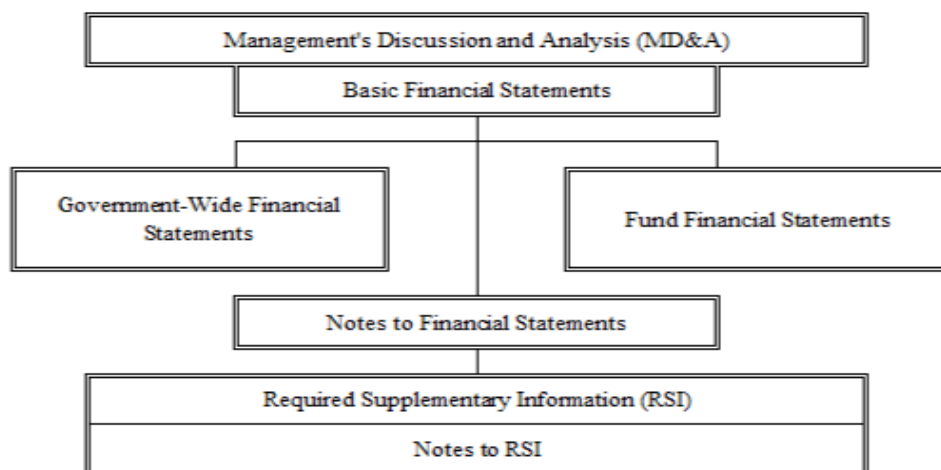 Management's Discussion and Analysis (MD&A)
Basic Financial Statements
Government-Wide Financial
Statements
Fund Financial Statements
Notes to Financial Statements
Required Supplementary Information (RSI)
Notes to RSI